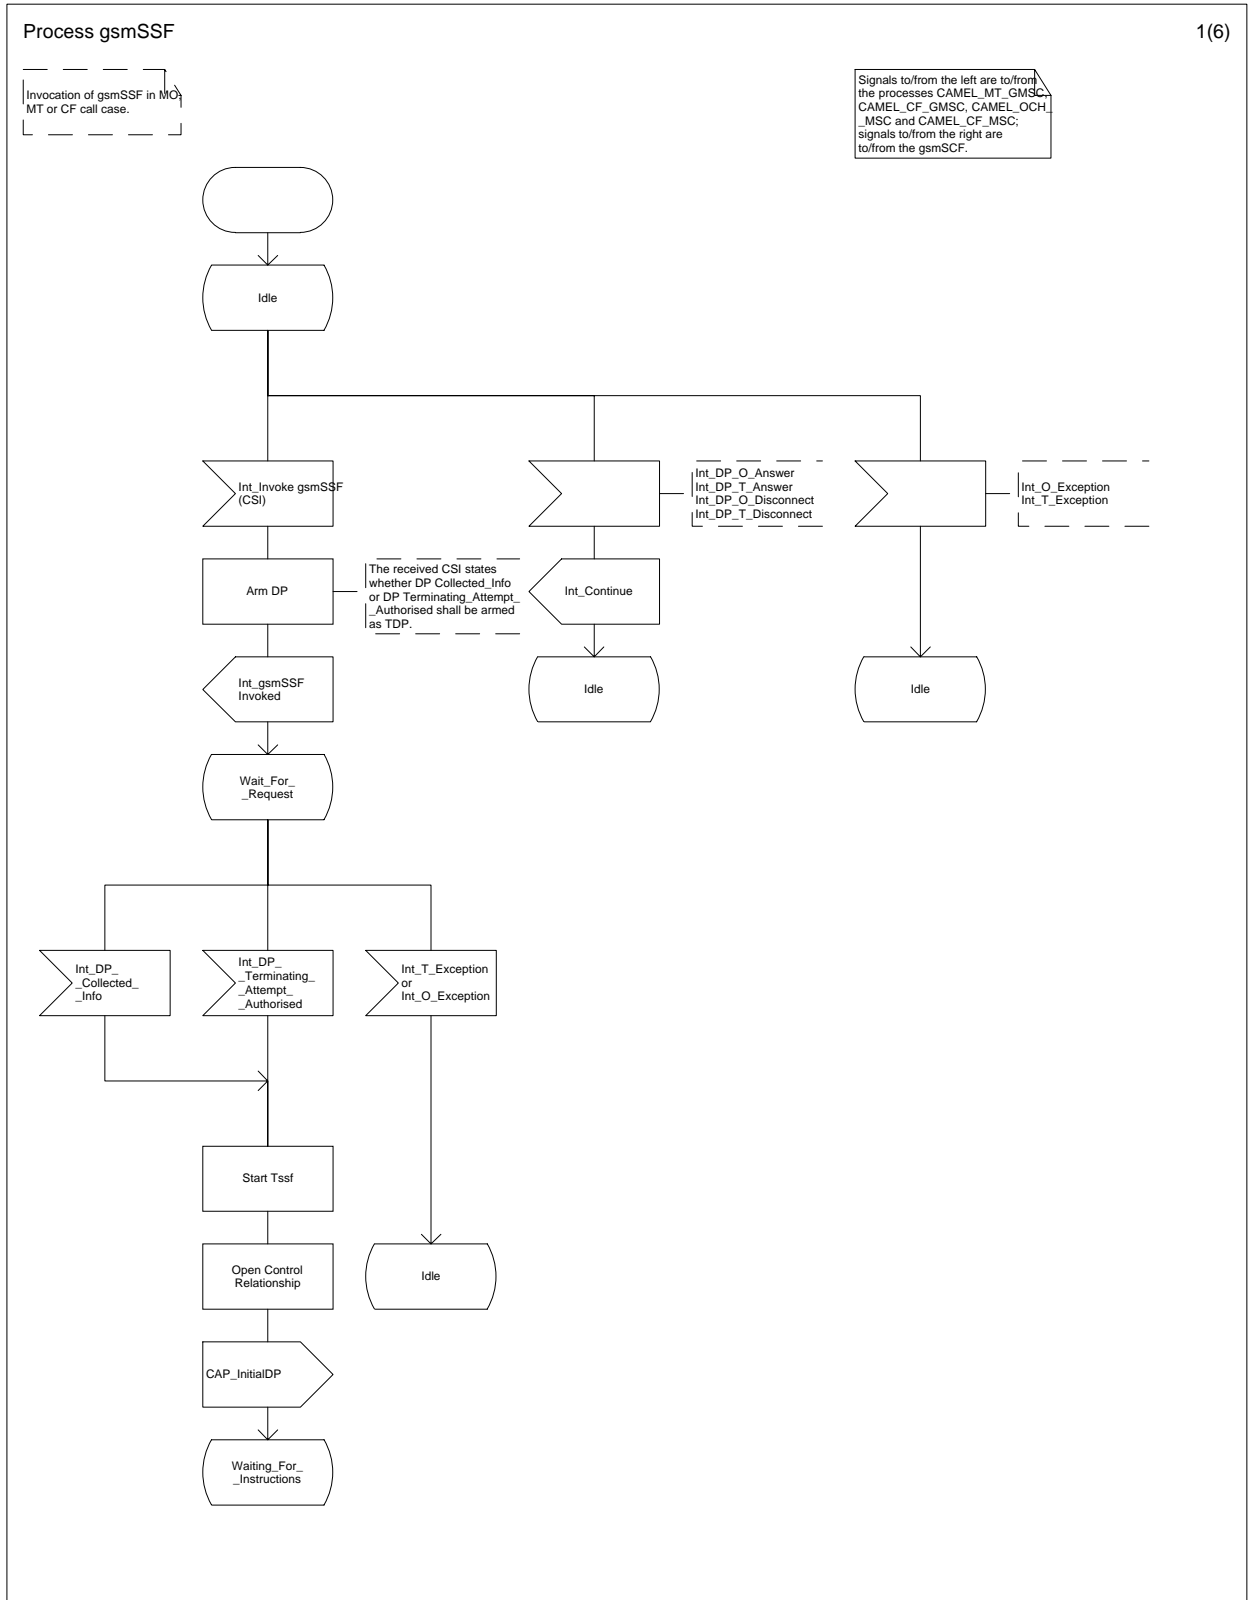 Process gsmSSF
1(6)
Invocation of gsmSSF in MO-
MT or CF call case.
Signals to/from the left are to/from
the processes CAMEL_MT_GMSC,
CAMEL_CF_GMSC, CAMEL_OCH_
_MSC and CAMEL_CF_MSC;
signals to/from the right are
to/from the gsmSCF.
Idle
Int_Invoke gsmSSF
(CSI)
Int_DP_O_Answer
Int_DP_T_Answer
Int_DP_O_Disconnect
Int_DP_T_Disconnect
Int_O_Exception
Int_T_Exception
Arm DP
The received CSI states
whether DP Collected_Info
or DP Terminating_Attempt_
_Authorised shall be armed
as TDP.
Int_Continue
Int_gsmSSF
Invoked
Idle
Idle
Wait_For_
_Request
Int_DP_
_Collected_
_Info
Int_DP_
_Terminating_
_Attempt_
_Authorised
Int_T_Exception
or
Int_O_Exception
Start Tssf
Open Control
Relationship
Idle
CAP_InitialDP
Waiting_For_
_Instructions